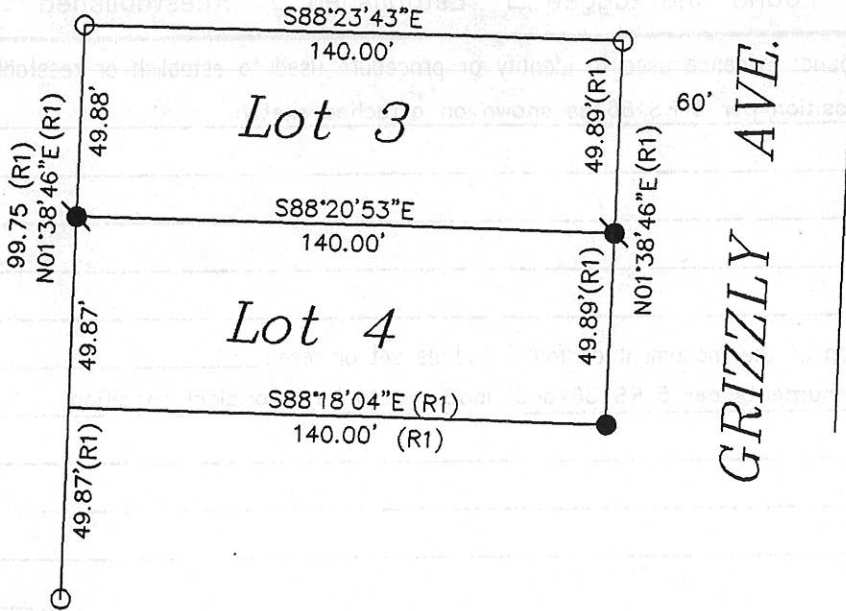 S88°23'43"E
140.00'
Lot 3
49.88'
49.89'(R1)
60'
99.75 (R1)
N01°38'46"E (R1)
S88°20'53"E
140.00'
N01°38'46"E (R1)
GRIZZLY AVE.
Lot 4
49.87'
49.89'(R1)
S88°18'04"E (R1)
140.00' (R1)
49.87'(R1)